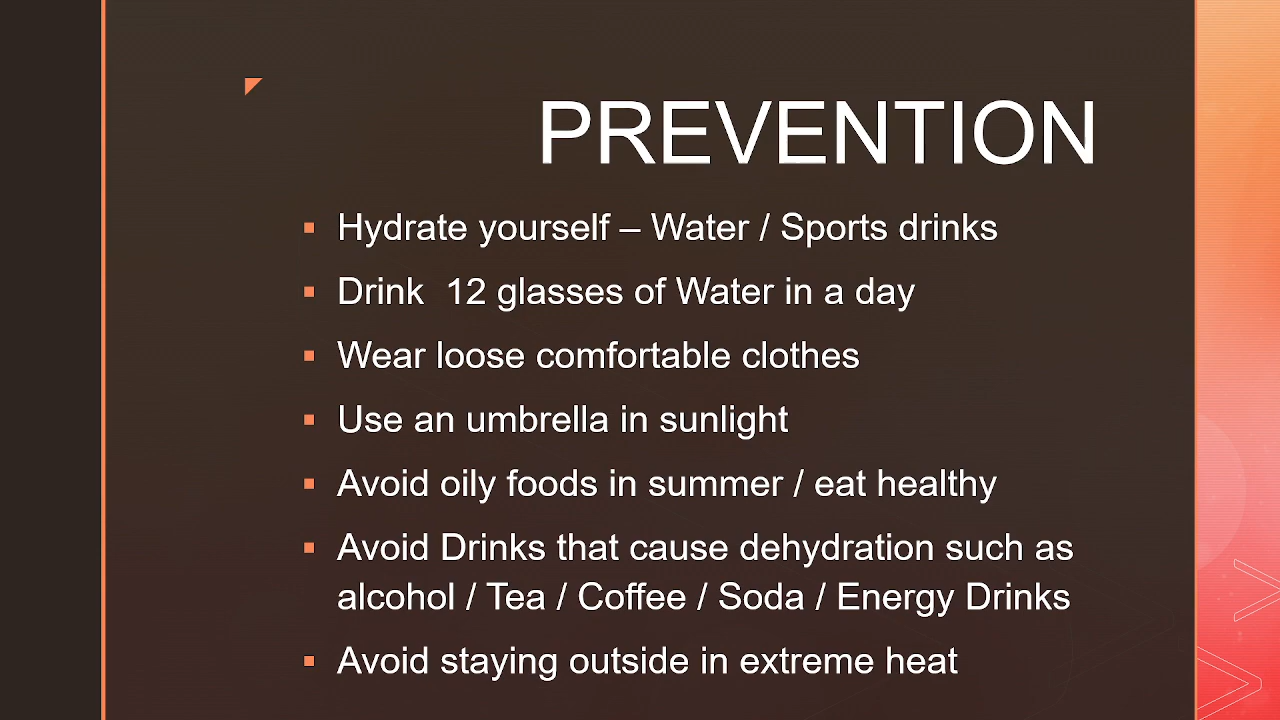 PREVENTION
▪ Hydrate yourself – Water / Sports drinks
▪ Drink  12 glasses of Water in a day
▪ Wear loose comfortable clothes
▪ Use an umbrella in sunlight
▪ Avoid oily foods in summer / eat healthy
▪ Avoid Drinks that cause dehydration such as
alcohol / Tea / Coffee / Soda / Energy Drinks
▪ Avoid staying outside in extreme heat